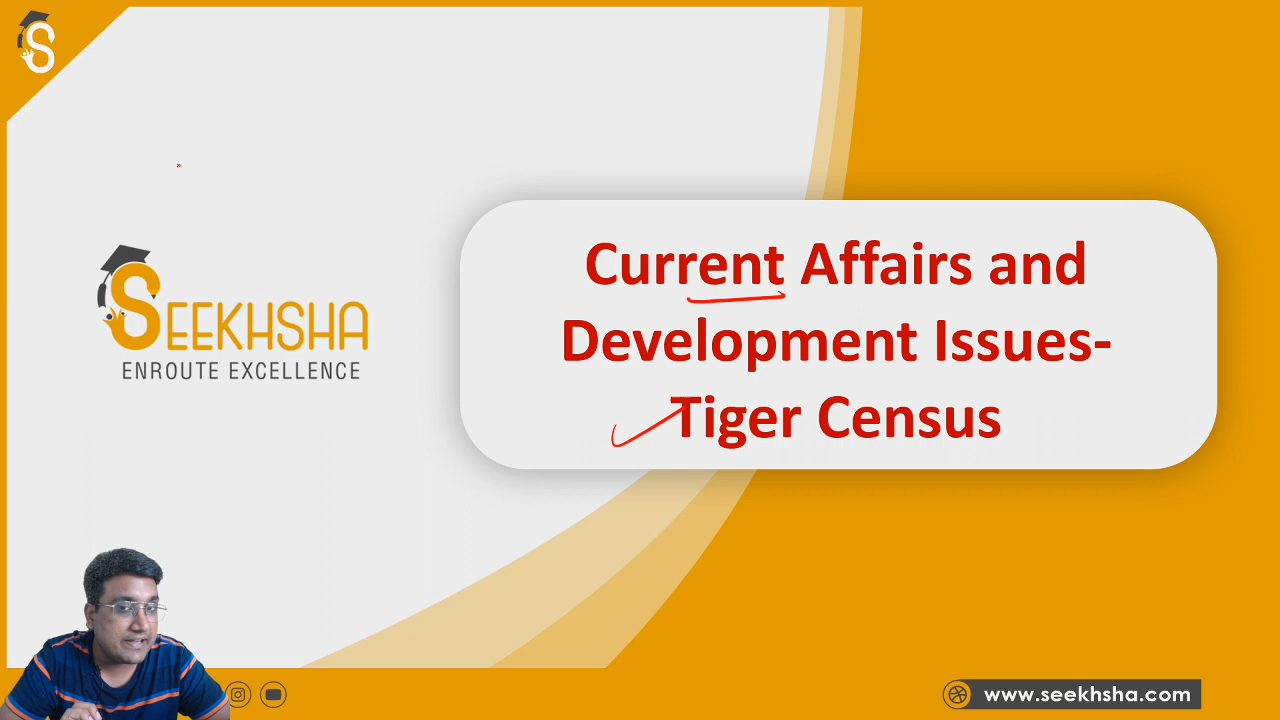 S
SEEKHSHA
ENROUTE EXCELLENCE
Current Affairs and
Development Issues-
Tiger Census
www.seekhsha.com